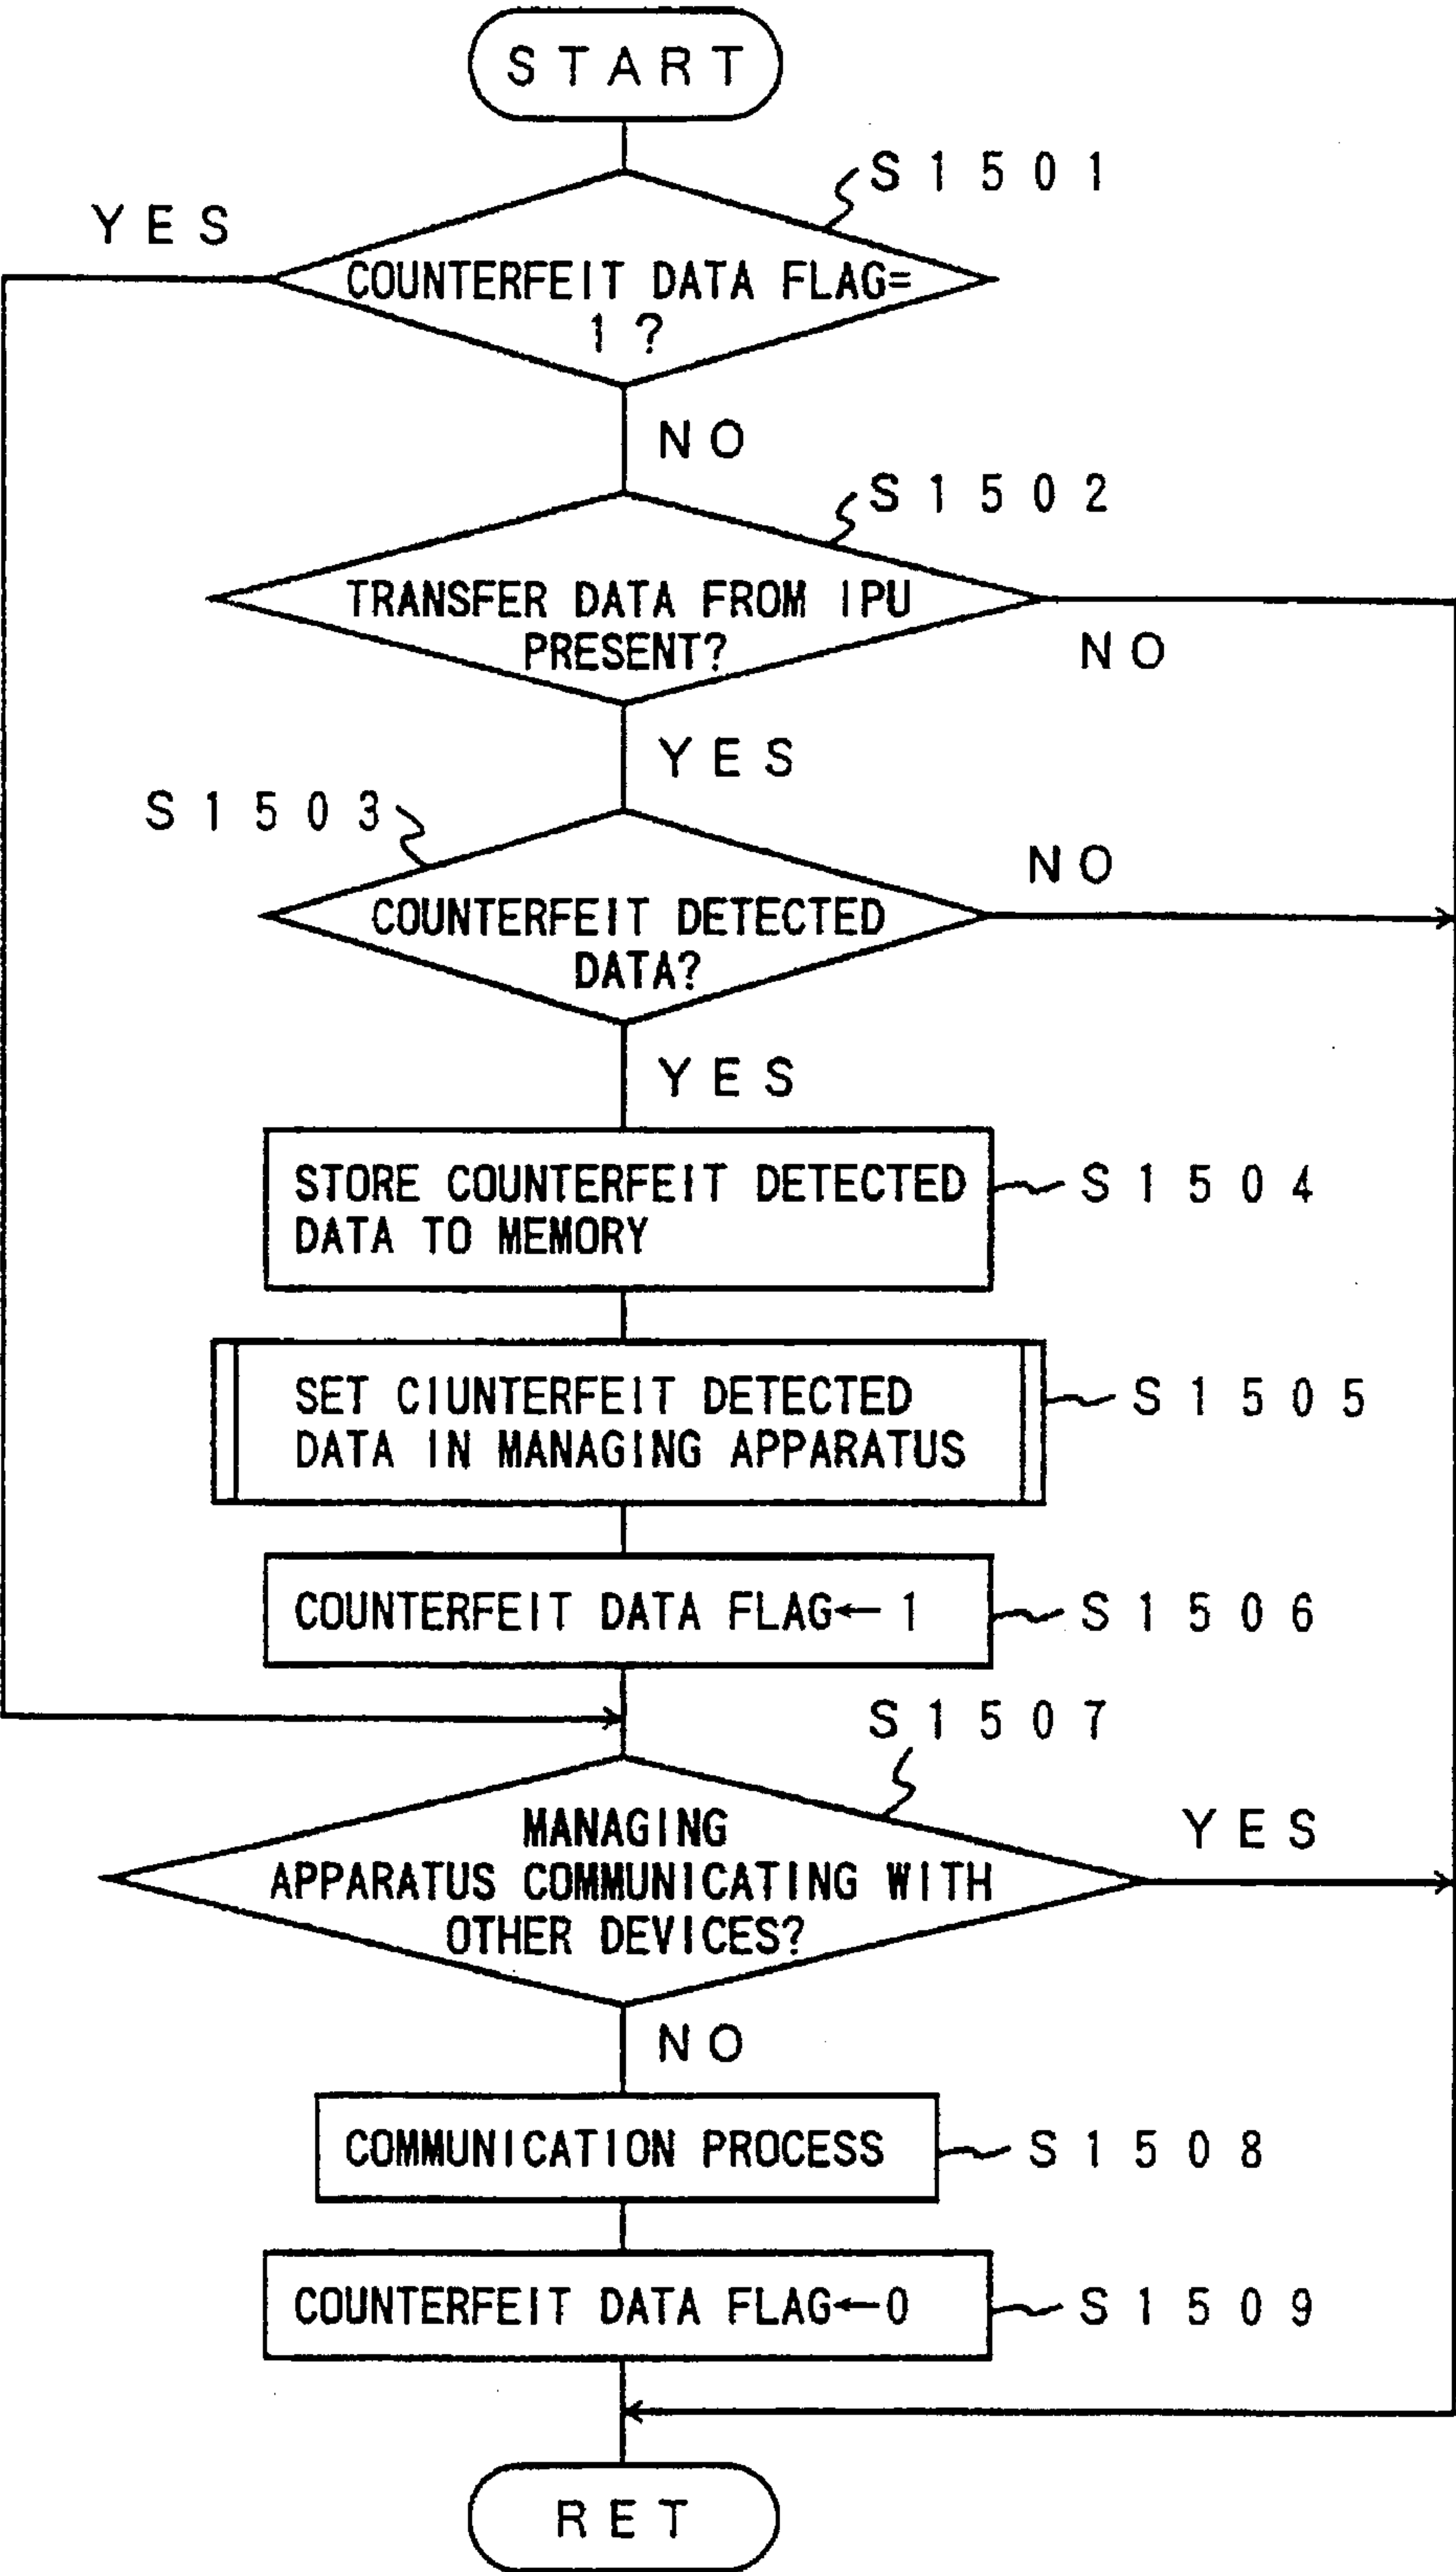 START
S1501
YES
COUNTERFEIT DATA FLAG=
1?
NO
S1502
TRANSFER DATA FROM IPU
PRESENT?
NO
YES
S1503
NO
COUNTERFEIT DETECTED
DATA?
YES
STORE COUNTERFEIT DETECTED
DATA TO MEMORY
S1504
SET CIUNTERFEIT DETECTED
DATA IN MANAGING APPARATUS
S1505
COUNTERFEIT DATA FLAG←1
S1506
S1507
MANAGING
APPARATUS COMMUNICATING WITH
OTHER DEVICES?
YES
NO
COMMUNICATION PROCESS
S1508
COUNTERFEIT DATA FLAG←0
S1509
RET